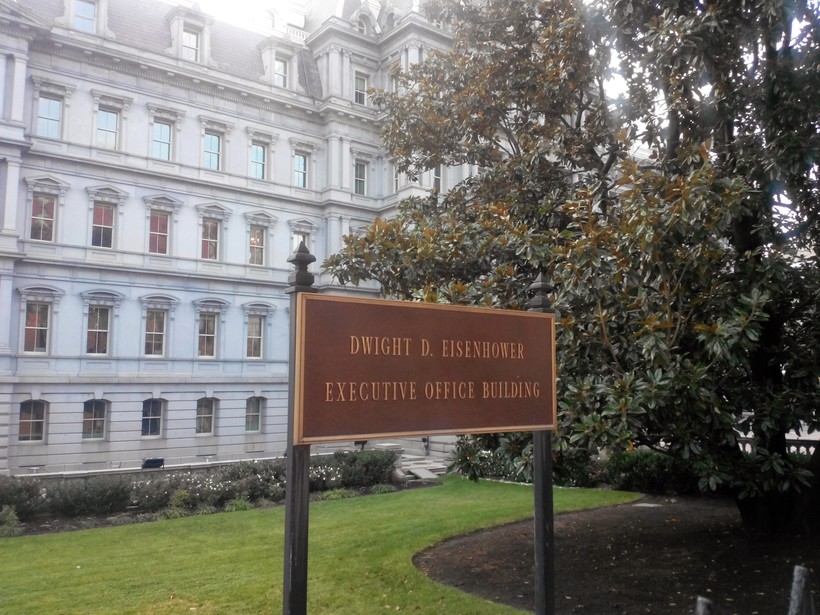 DWIGHT D. EISENHOWER
EXECUTIVE OFFICE BUILDING